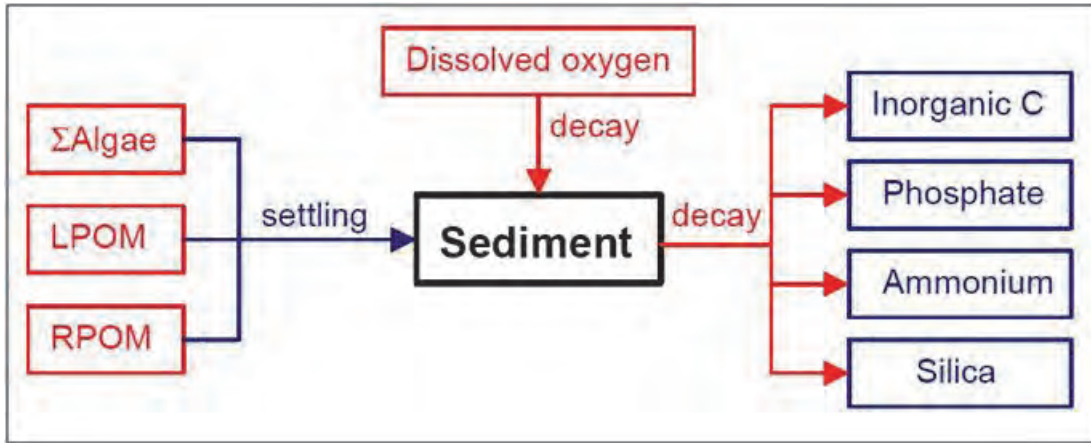 Dissolved oxygen
decay
ΣAlgae
LPOM
RPOM
settling
Sediment
decay
Inorganic C
Phosphate
Ammonium
Silica